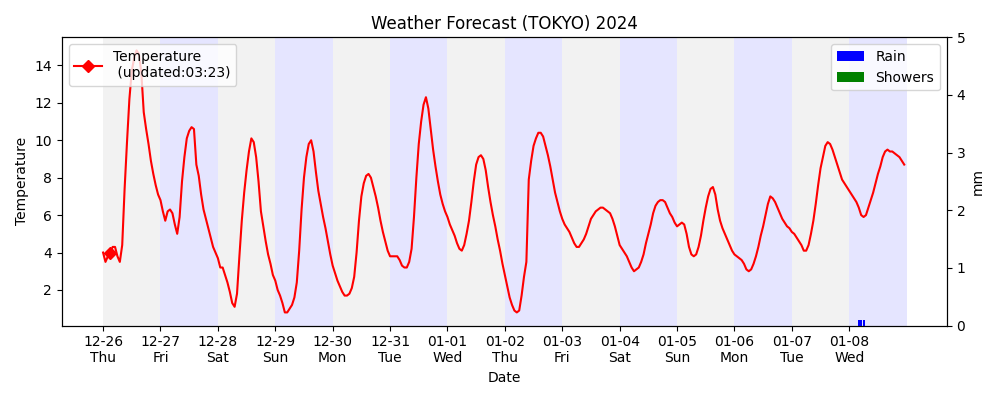 Weather Forecast (TOKYO) 2024
Temperature
(updated:03:23)
Rain
Showers
Temperature
14
12
10
8
6
4
2
5
4
3
2
1
0
mm
12-26 12-27 12-28 12-29 12-30 12-31 01-01 01-02 01-03 01-04 01-05 01-06 01-07 01-08
Thu Fri Sat Sun Mon Tue Wed Thu Fri Sat Sun Mon Tue Wed
Date